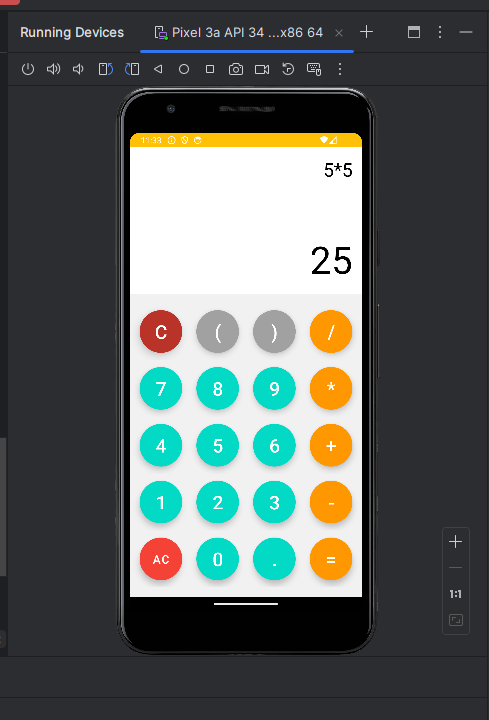 Running Devices
Pixel 3a API 34 ...x86 64
11:33
5*5
25
C ( ) /
7 8 9 *
4 5 6 +
1 2 3 -
AC 0 . =
1:1